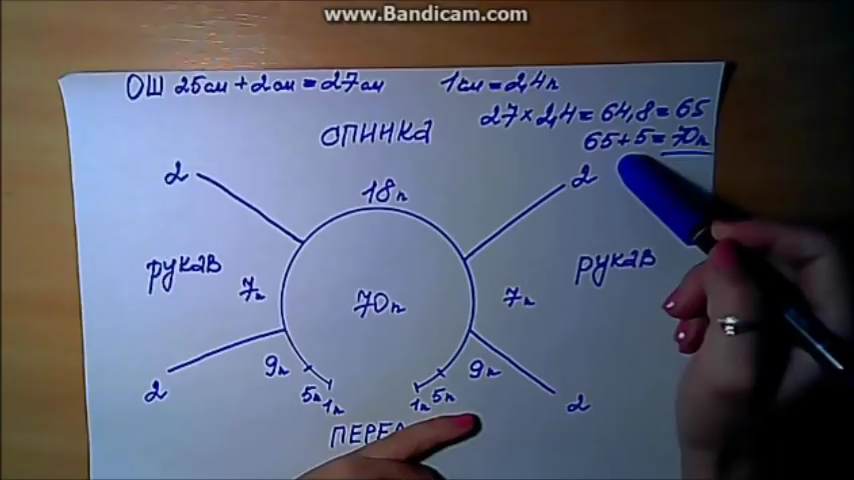 www.Bandicam.com
ОШ 25см + 2см = 27см 1см = 2,4п
27 × 2,4 = 64,8 = 65
65 + 5 = 70п
СПИНКА
2 18п 2
рукав рукав
7п 70п 7п
9п 9п
2 5п 1п 1п 5п 2